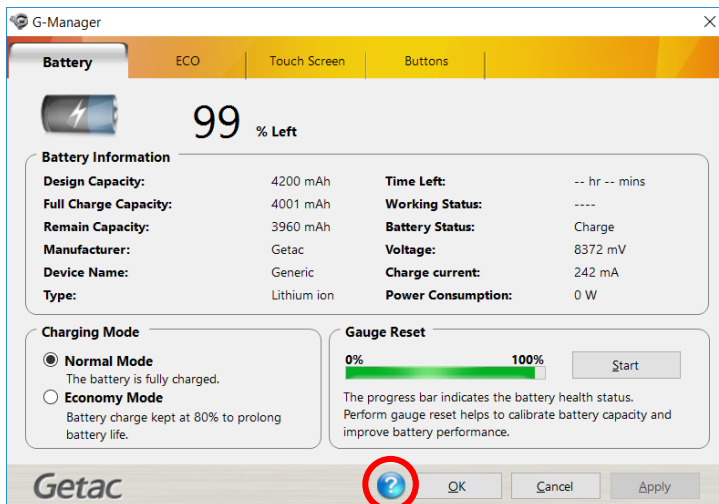 G-Manager
Battery ECO Touch Screen Buttons
99 % Left
Battery Information
Design Capacity: 4200 mAh Time Left: -- hr -- mins
Full Charge Capacity: 4001 mAh Working Status: ----
Remain Capacity: 3960 mAh Battery Status: Charge
Manufacturer: Getac Voltage: 8372 mV
Device Name: Generic Charge current: 242 mA
Type: Lithium ion Power Consumption: 0 W
Charging Mode
Normal Mode
The battery is fully charged.
Economy Mode
Battery charge kept at 80% to prolong
battery life.
Gauge Reset
0% 100%
Start
The progress bar indicates the battery health status.
Perform gauge reset helps to calibrate battery capacity and
improve battery performance.
Getac ? OK Cancel Apply